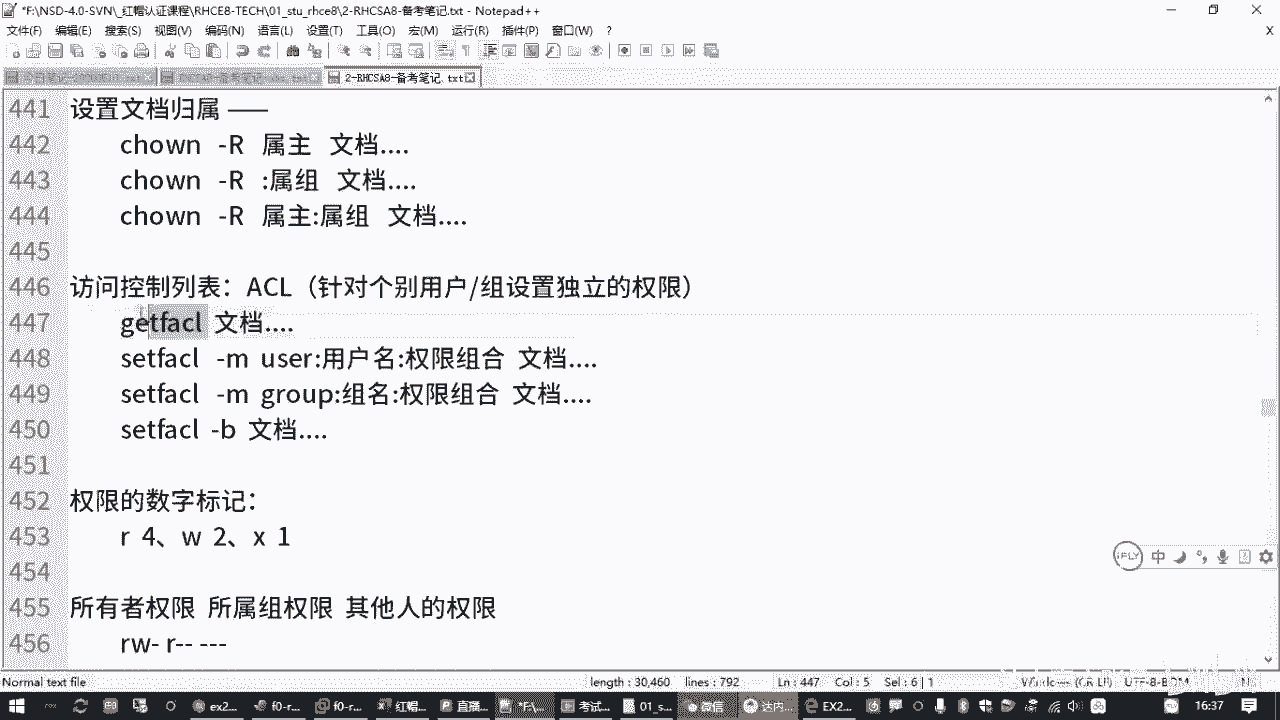 *F:\NSD-4.0-SVN\_红帽认证课程\RHCE8-TECH\01_stu_rhce8\2-RHCSA8-备考笔记.txt - Notepad++
文件(F) 编辑(E) 搜索(S) 视图(V) 编码(N) 语言(L) 设置(T) 工具(O) 宏(M) 运行(R) 插件(P) 窗口(W) ? X
2-RHCSA8-备考笔记.txt
441 设置文档归属 ——
442 chown -R 属主 文档....
443 chown -R :属组 文档....
444 chown -R 属主:属组 文档....
445
446 访问控制列表：ACL（针对个别用户/组设置独立的权限）
447 getfacl 文档....
448 setfacl -m user:用户名:权限组合 文档....
449 setfacl -m group:组名:权限组合 文档....
450 setfacl -b 文档....
451
452 权限的数字标记：
453 r 4、w 2、x 1
454
iFLY 中
455 所有者权限 所属组权限 其他人的权限
456 rw- r-- ---
Normal text file length : 30,460 lines : 792 Ln : 447 Col : 5 Sel : 6 | 1
ex2... f0-r... f0-r... 红帽... 直播... *F:\... 考试... 01_s... 微信 达内... EX2... 16:37